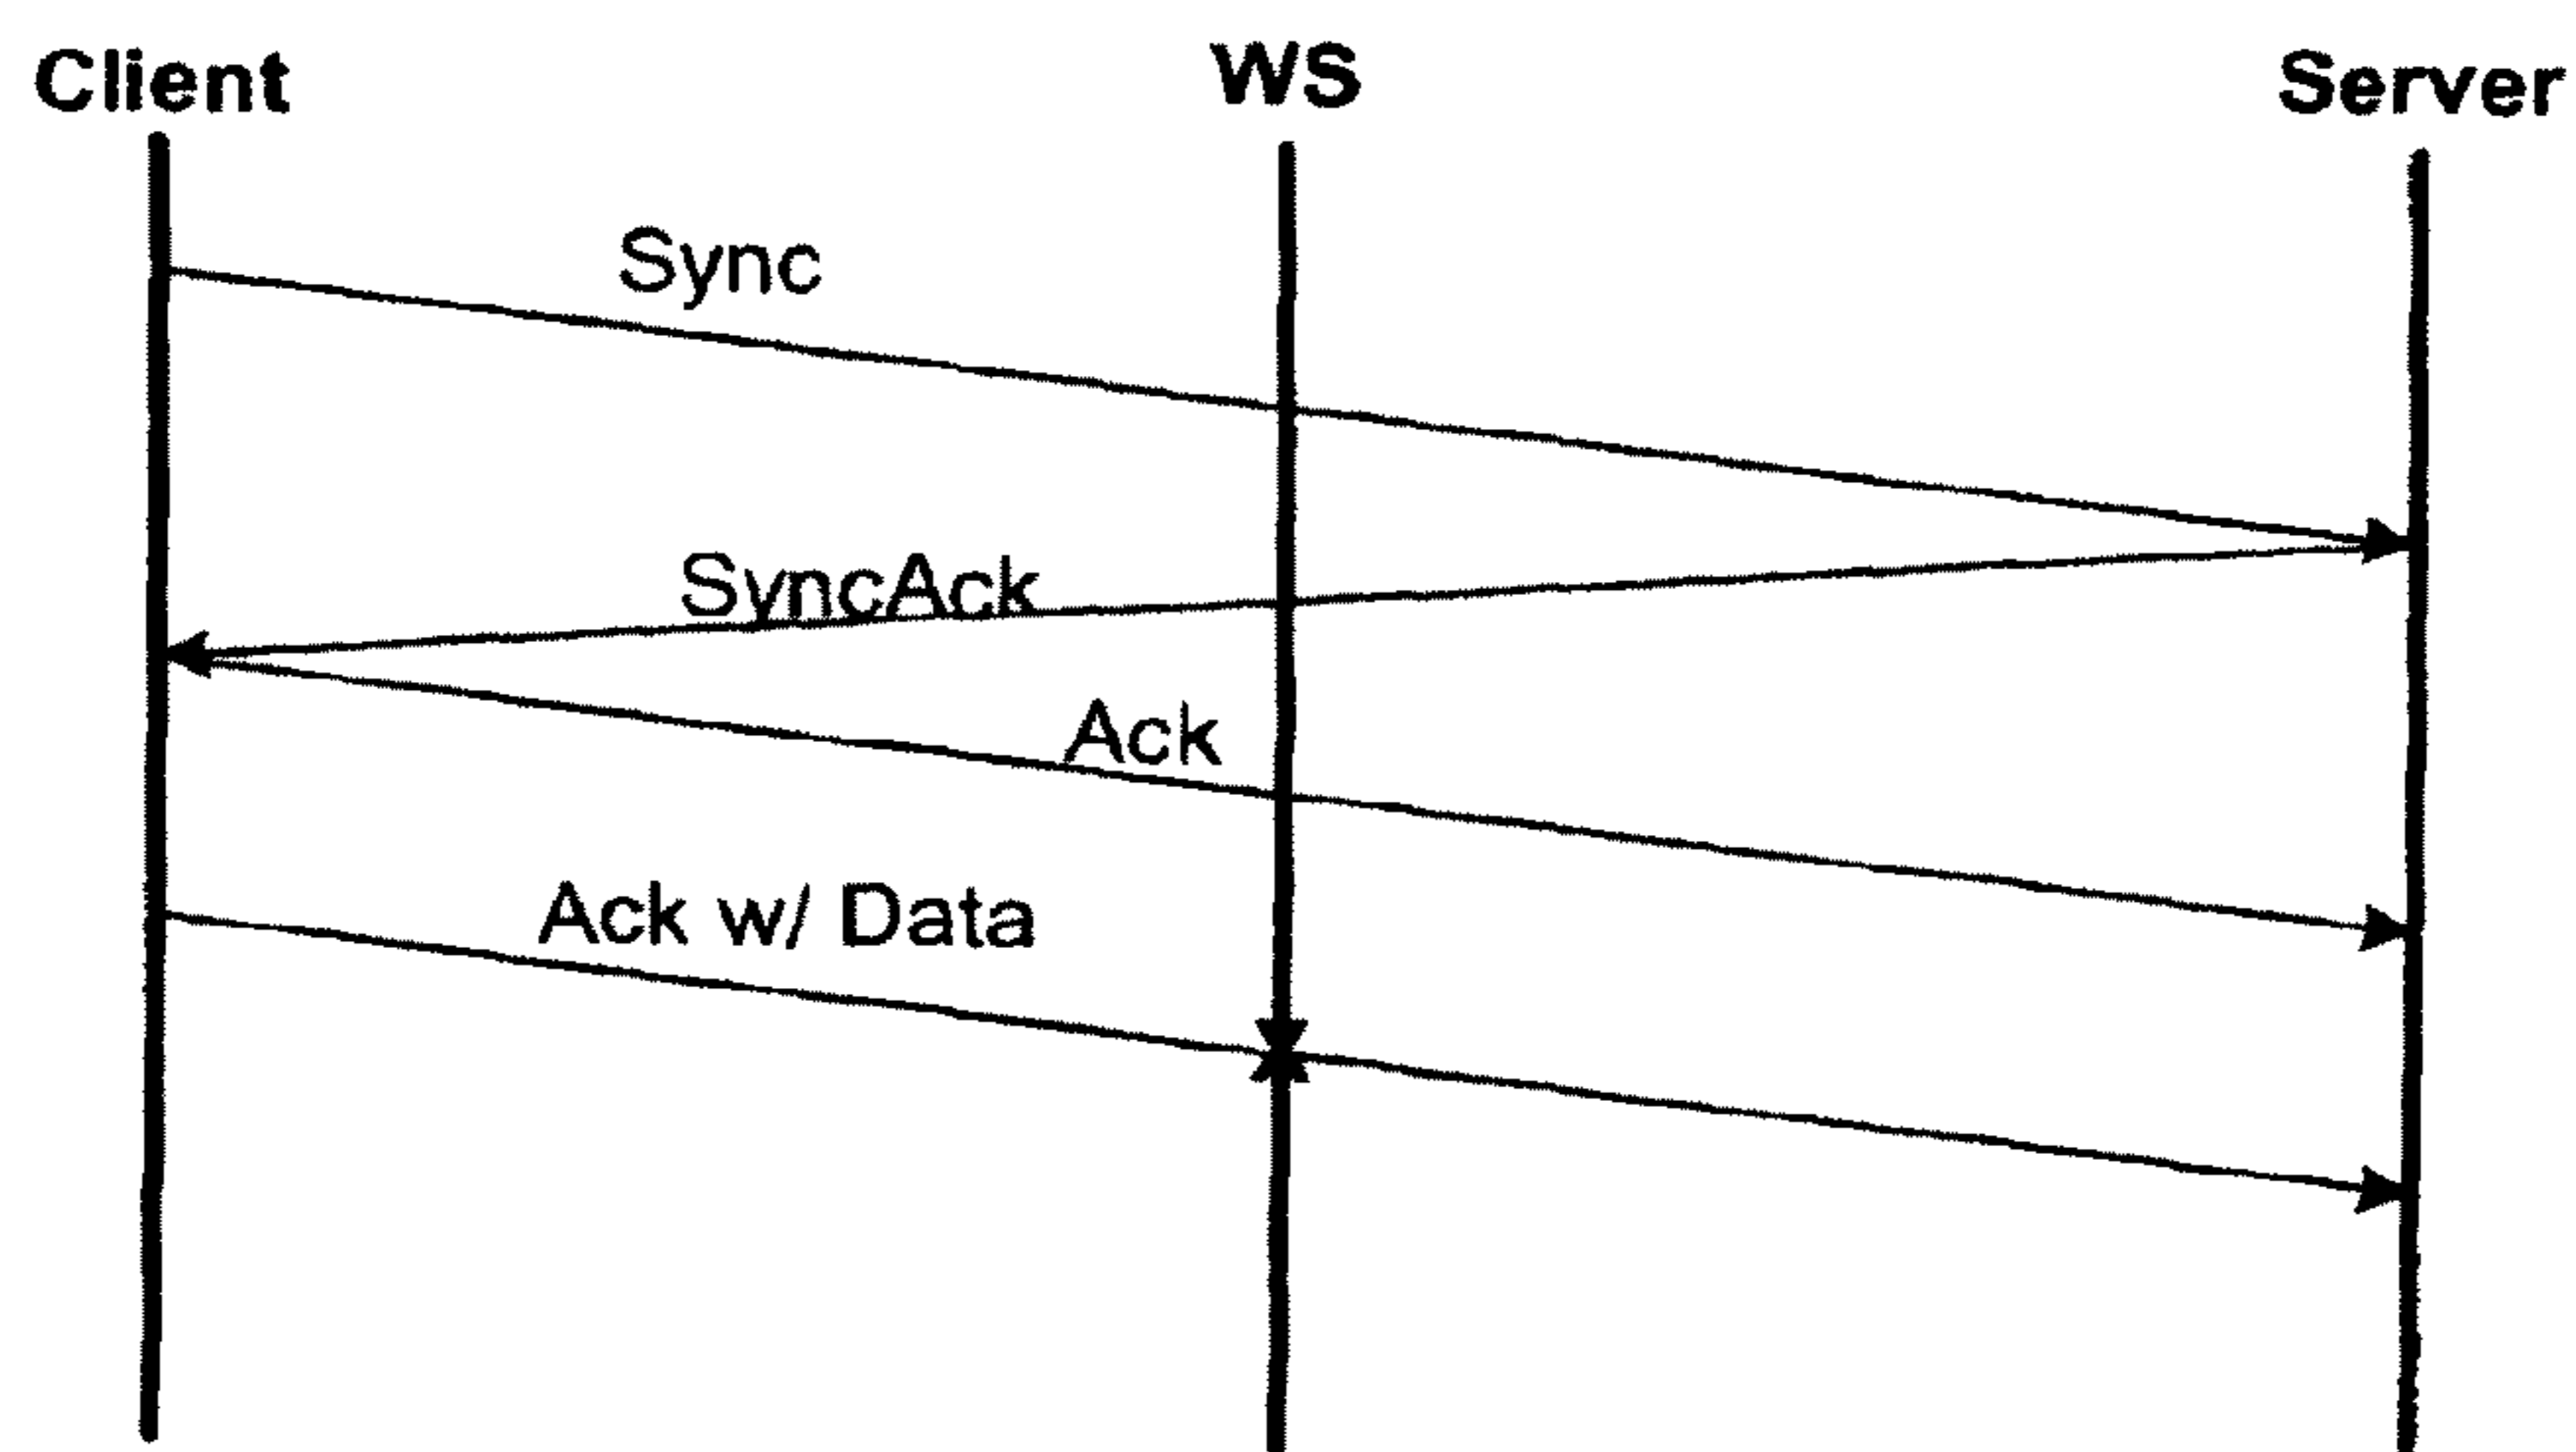 Client WS Server
Sync
SyncAck
Ack
Ack w/ Data